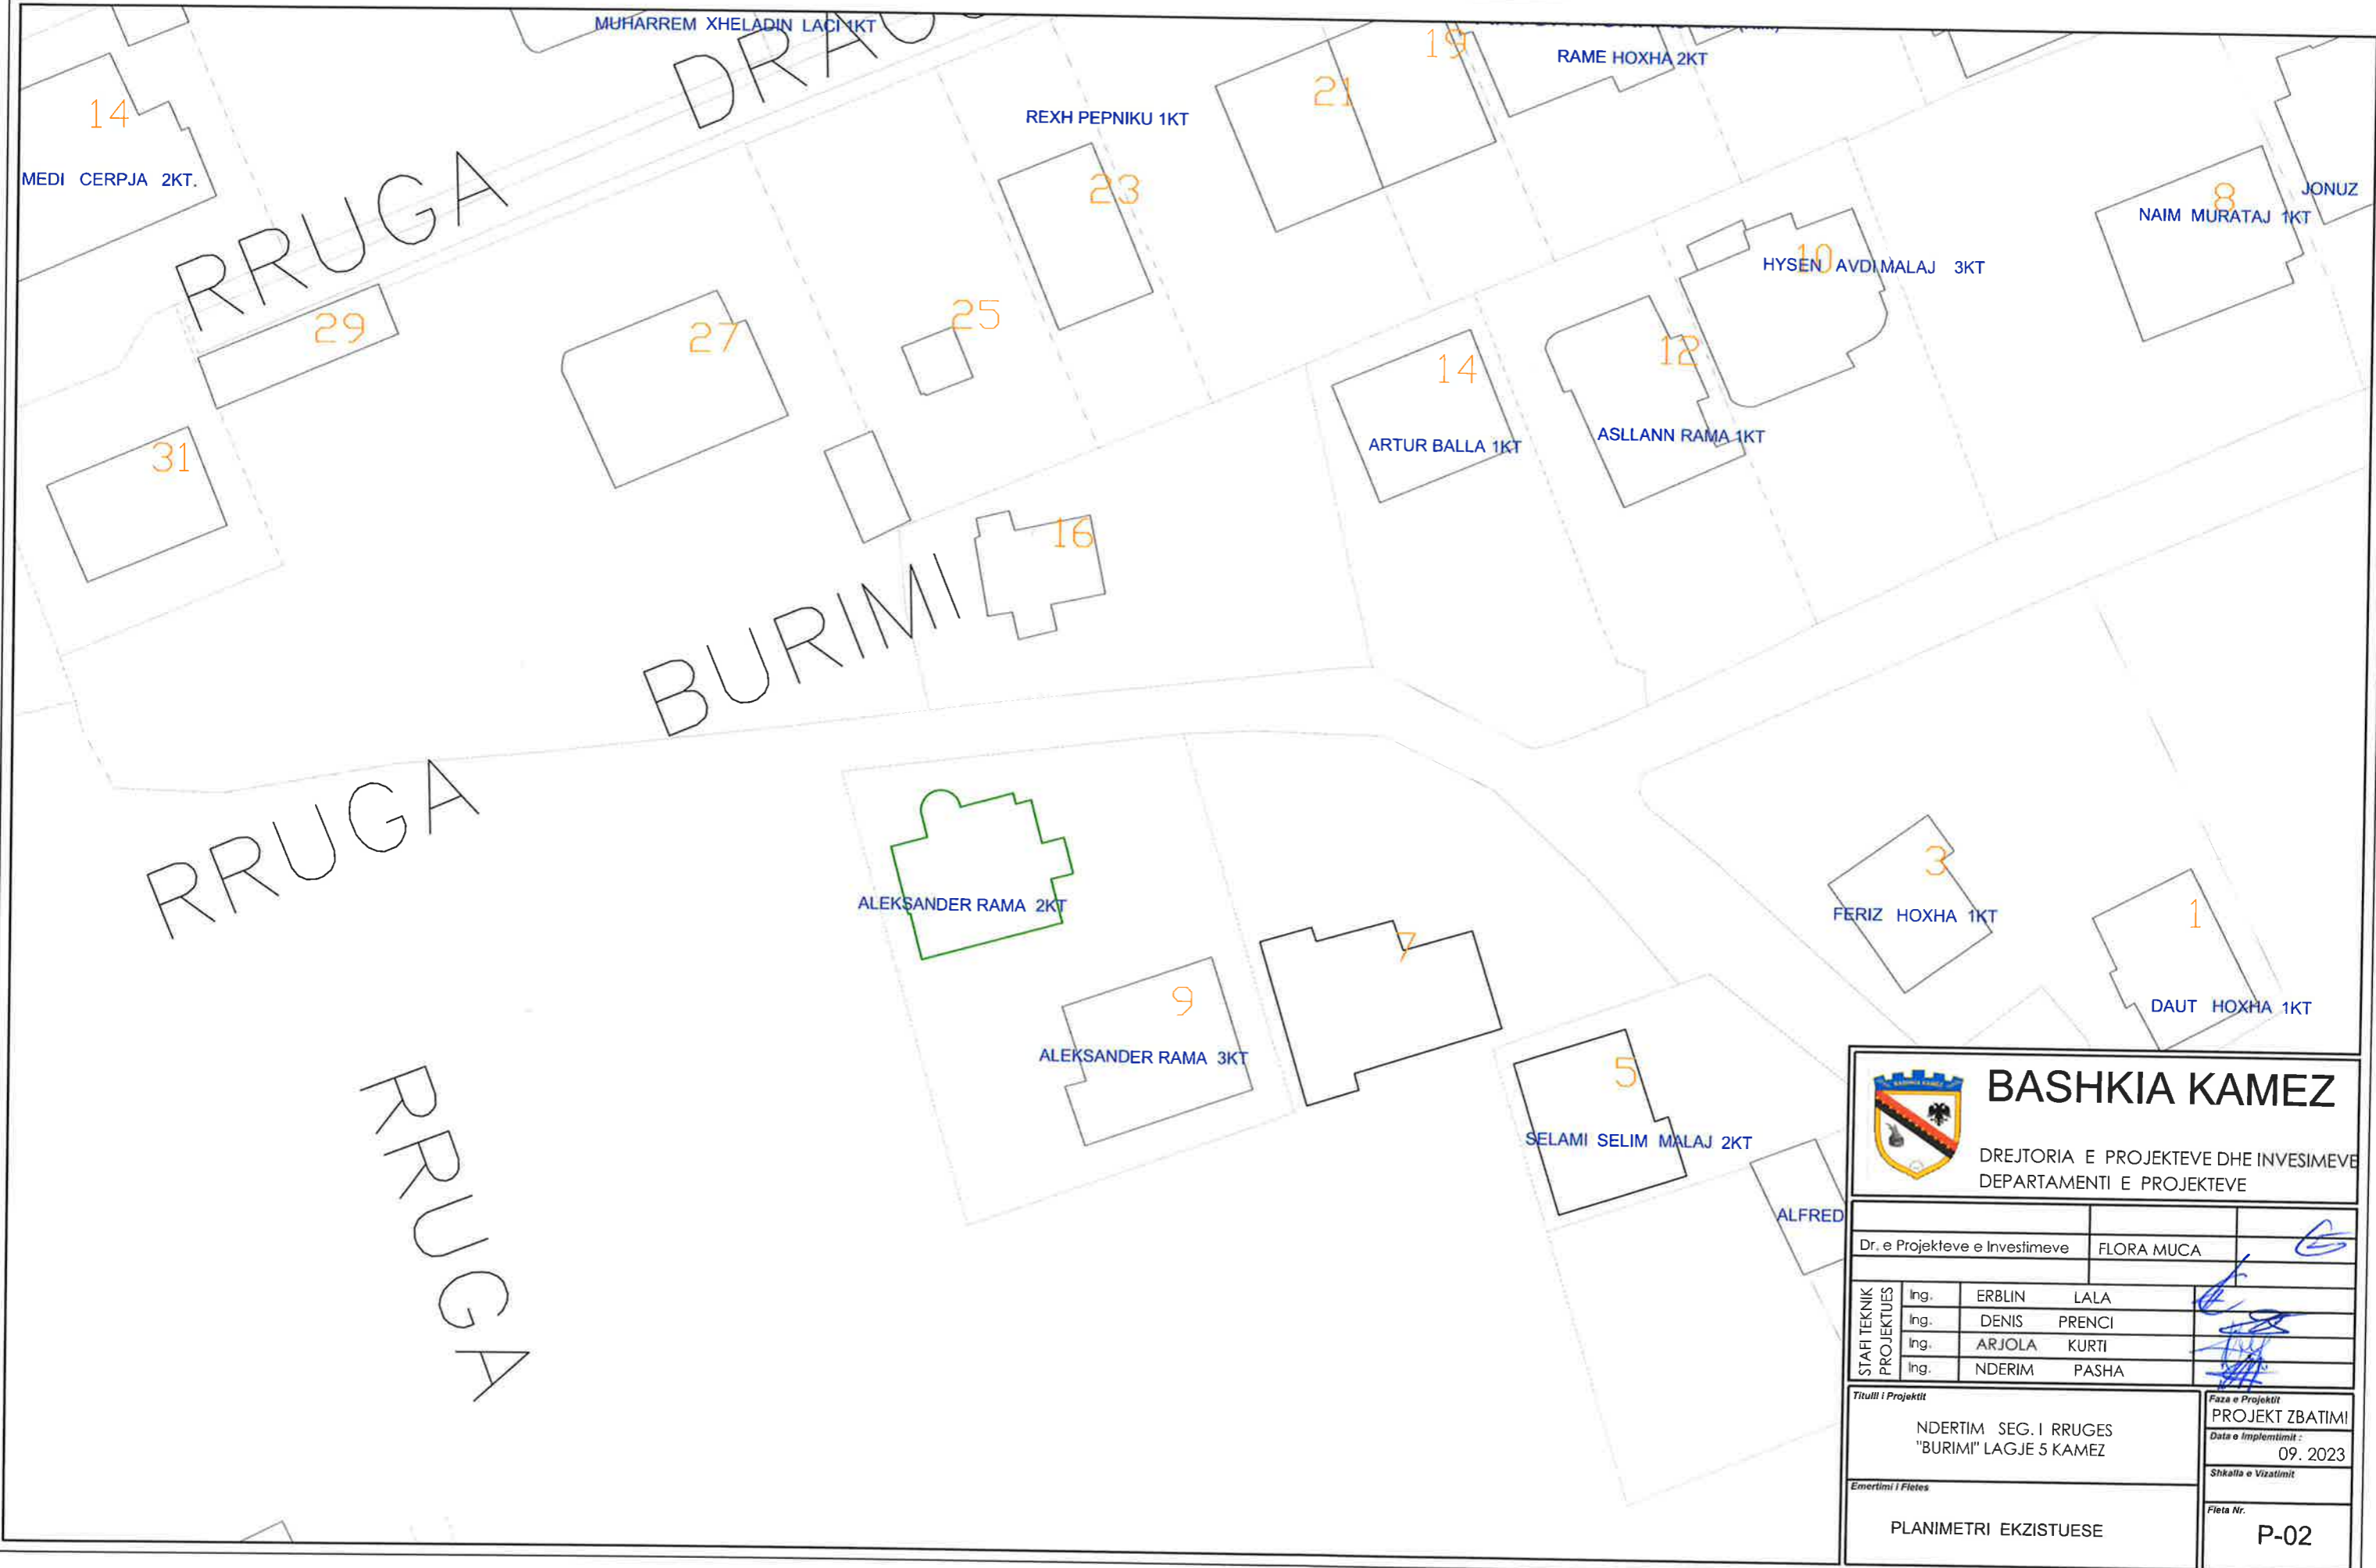 MUHARREM XHELADIN LACI 1KT
19
RAME HOXHA 2KT
14
21
REXH PEPNIKU 1KT
MEDI CERPJA 2KT.
RRUGA
23
8
JONUZ
NAIM MURATAJ 1KT
10
HYSEN AVDI MALAJ 3KT
29
27
25
14
12
ARTUR BALLA 1KT
ASLLANN RAMA 1KT
31
16
RRUGA BURIMI
ALEKSANDER RAMA 2KT
3
FERIZ HOXHA 1KT
1
DAUT HOXHA 1KT
7
9
ALEKSANDER RAMA 3KT
5
SELAMI SELIM MALAJ 2KT
ALFRED
RRUGA
BASHKIA KAMEZ
BASHKIA KAMEZ
DREJTORIA E PROJEKTEVE DHE INVESIMEVE
DEPARTAMENTI E PROJEKTEVE
Dr. e Projekteve e Investimeve FLORA MUCA
STAFI TEKNIK
PROJEKTUES
Ing. ERBLIN LALA
Ing. DENIS PRENCI
Ing. ARJOLA KURTI
Ing. NDERIM PASHA
Titulli i Projektit
NDERTIM SEG. I RRUGES
"BURIMI" LAGJE 5 KAMEZ
Faza e Projektit
PROJEKT ZBATIMI
Data e Implemtimit :
09. 2023
Shkalla e Vizatimit
Emertimi i Fletes
PLANIMETRI EKZISTUESE
Fleta Nr.
P-02